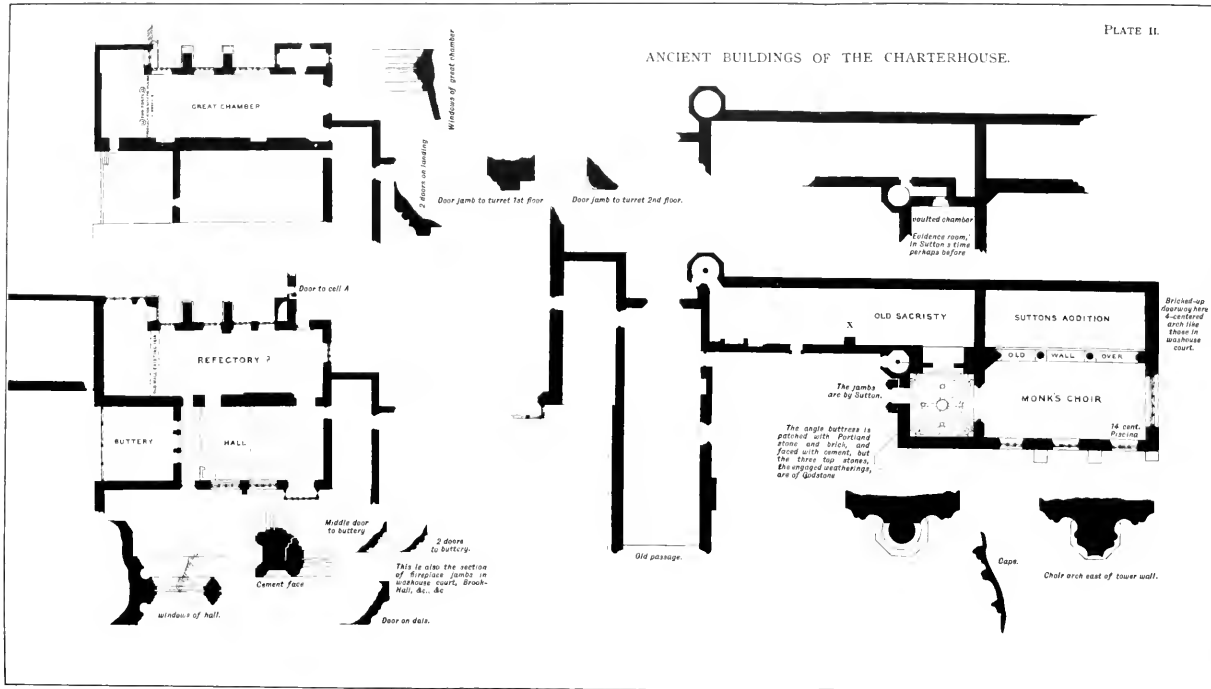 PLATE II.
ANCIENT BUILDINGS OF THE CHARTERHOUSE.
GREAT CHAMBER
Windows of great chamber
2 doors on landing
Door jamb to turret 1st floor
Door jamb to turret 2nd floor.
vaulted chamber
'Evidence room,'
in Sutton s time
perhaps before
Door to cell A
REFECTORY ?
BUTTERY
HALL
OLD SACRISTY
X
SUTTONS ADDITION
OLD WALL OVER
MONK'S CHOIR
14 cent.
Piscina
Bricked-up
doorway here
4-centered
arch like
those in
washouse
court.
The jambs
are by Sutton.
The angle buttress is
patched with Portland
stone and brick, and
faced with cement, but
the three top stones,
the engaged weatherings,
are of Godstone
Old passage.
windows of hall.
Cement face
Middle door
to buttery
2 doors
to buttery.
This is also the section
of fireplace jambs in
washouse court, Brook-
Hall, &c., &c
Door on dais.
Caps.
Choir arch east of tower wall.